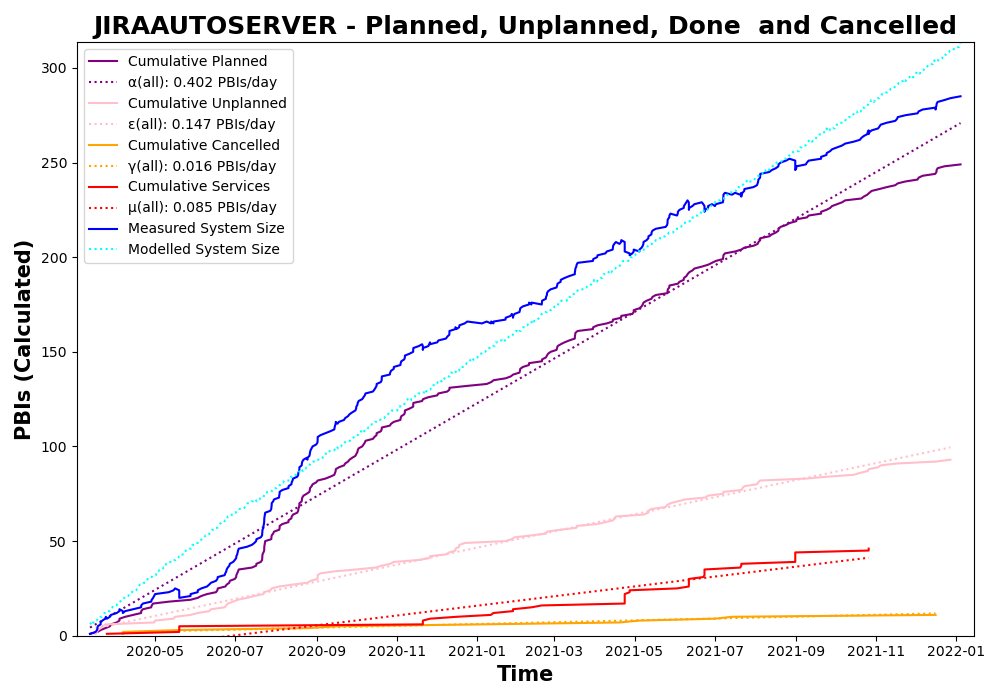 JIRAAUTOSERVER - Planned, Unplanned, Done  and Cancelled
Cumulative Planned
α(all): 0.402 PBIs/day
Cumulative Unplanned
ε(all): 0.147 PBIs/day
Cumulative Cancelled
γ(all): 0.016 PBIs/day
Cumulative Services
μ(all): 0.085 PBIs/day
Measured System Size
Modelled System Size
PBIs (Calculated)
300
250
200
150
100
50
0
2020-05 2020-07 2020-09 2020-11 2021-01 2021-03 2021-05 2021-07 2021-09 2021-11 2022-01
Time